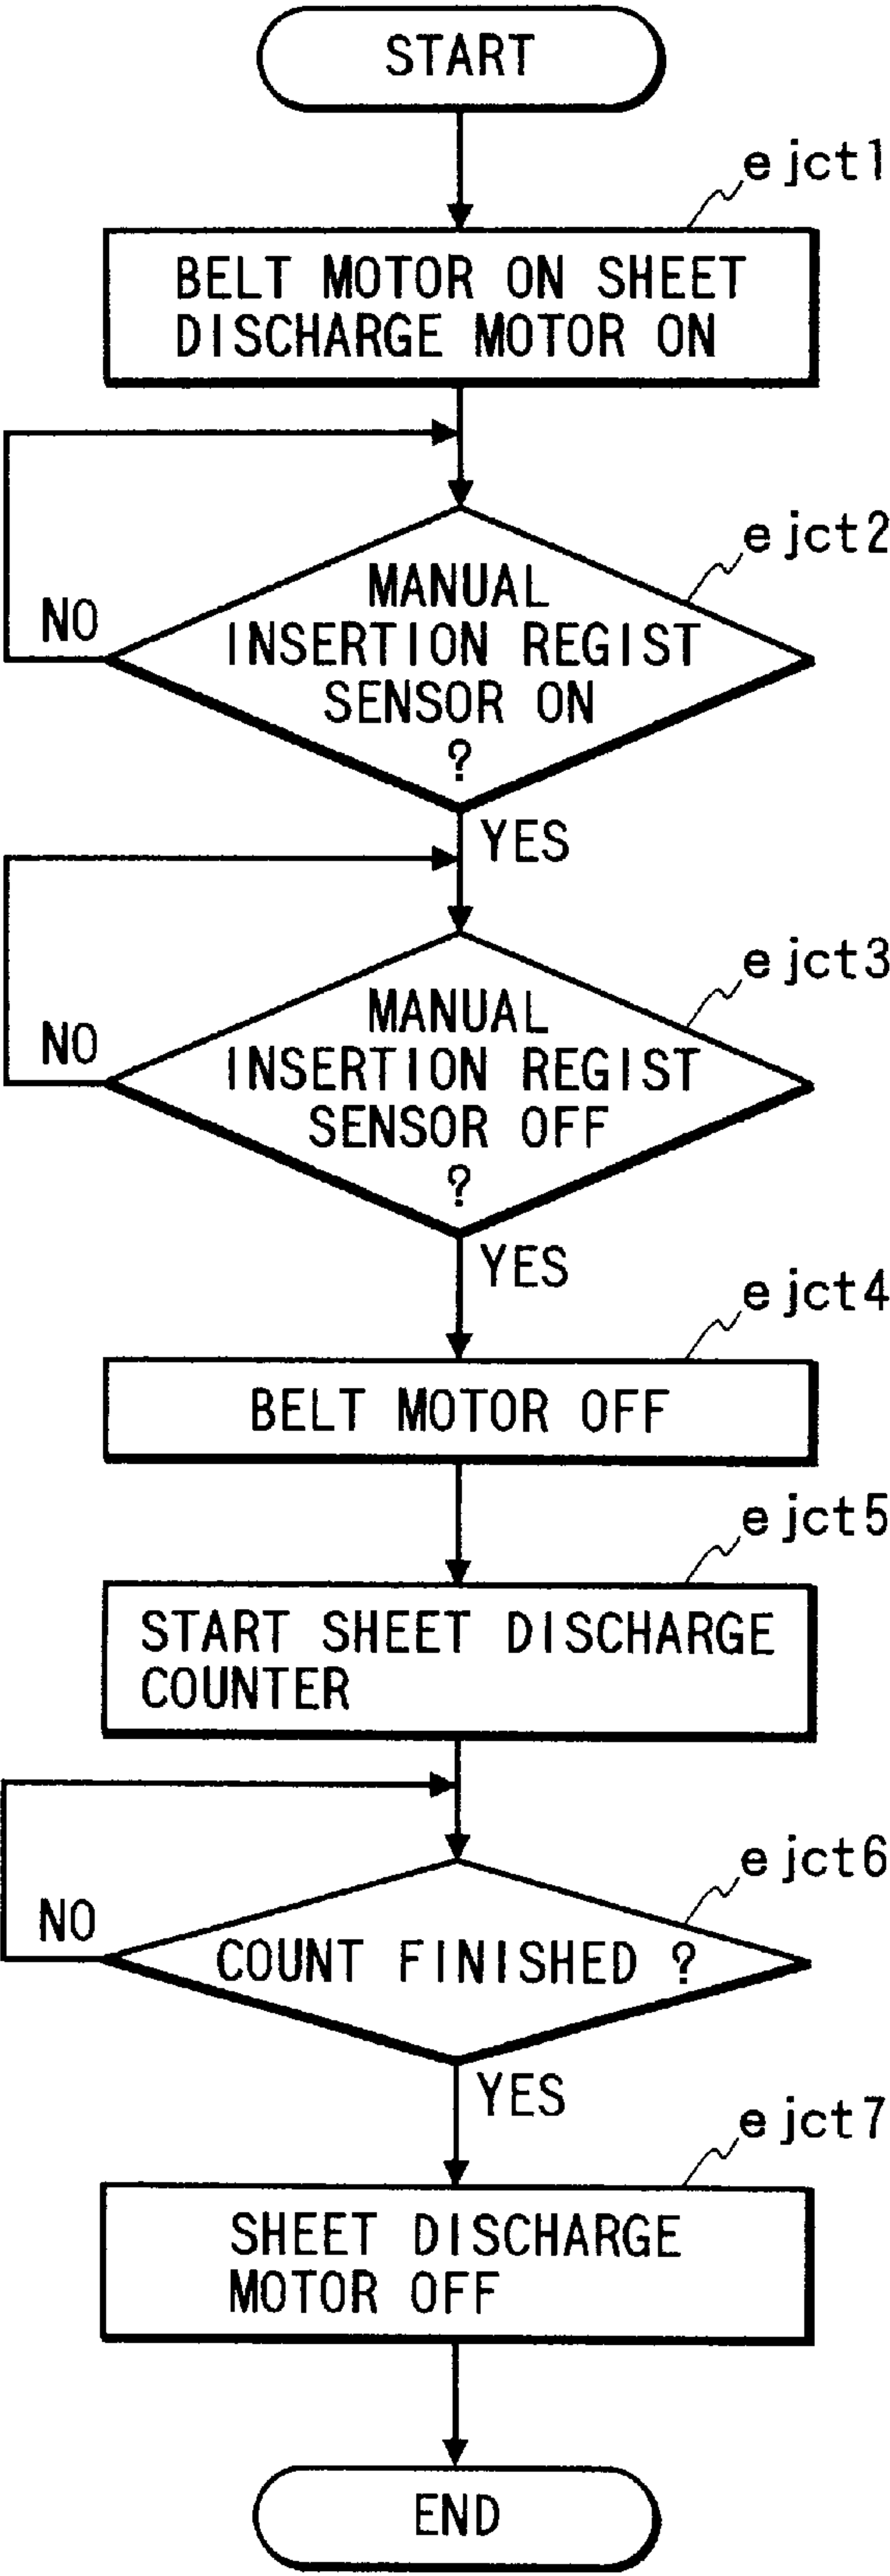 START
ejct1
BELT MOTOR ON SHEET
DISCHARGE MOTOR ON
ejct2
MANUAL
INSERTION REGIST
SENSOR ON
?
NO
YES
ejct3
MANUAL
INSERTION REGIST
SENSOR OFF
?
NO
YES
ejct4
BELT MOTOR OFF
ejct5
START SHEET DISCHARGE
COUNTER
ejct6
NO
COUNT FINISHED ?
YES
ejct7
SHEET DISCHARGE
MOTOR OFF
END